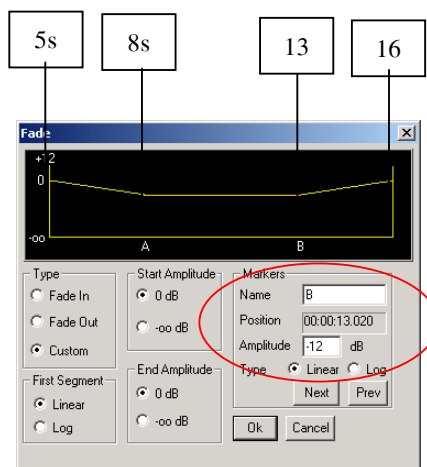 5s
8s
13
16
Fade
+12
0
-oo
A
B
Type
Fade In
Fade Out
Custom
First Segment
Linear
Log
Start Amplitude
0 dB
-oo dB
End Amplitude
0 dB
-oo dB
Markers
Name B
Position 00:00:13.020
Amplitude -12 dB
Type Linear Log
Next Prev
Ok Cancel